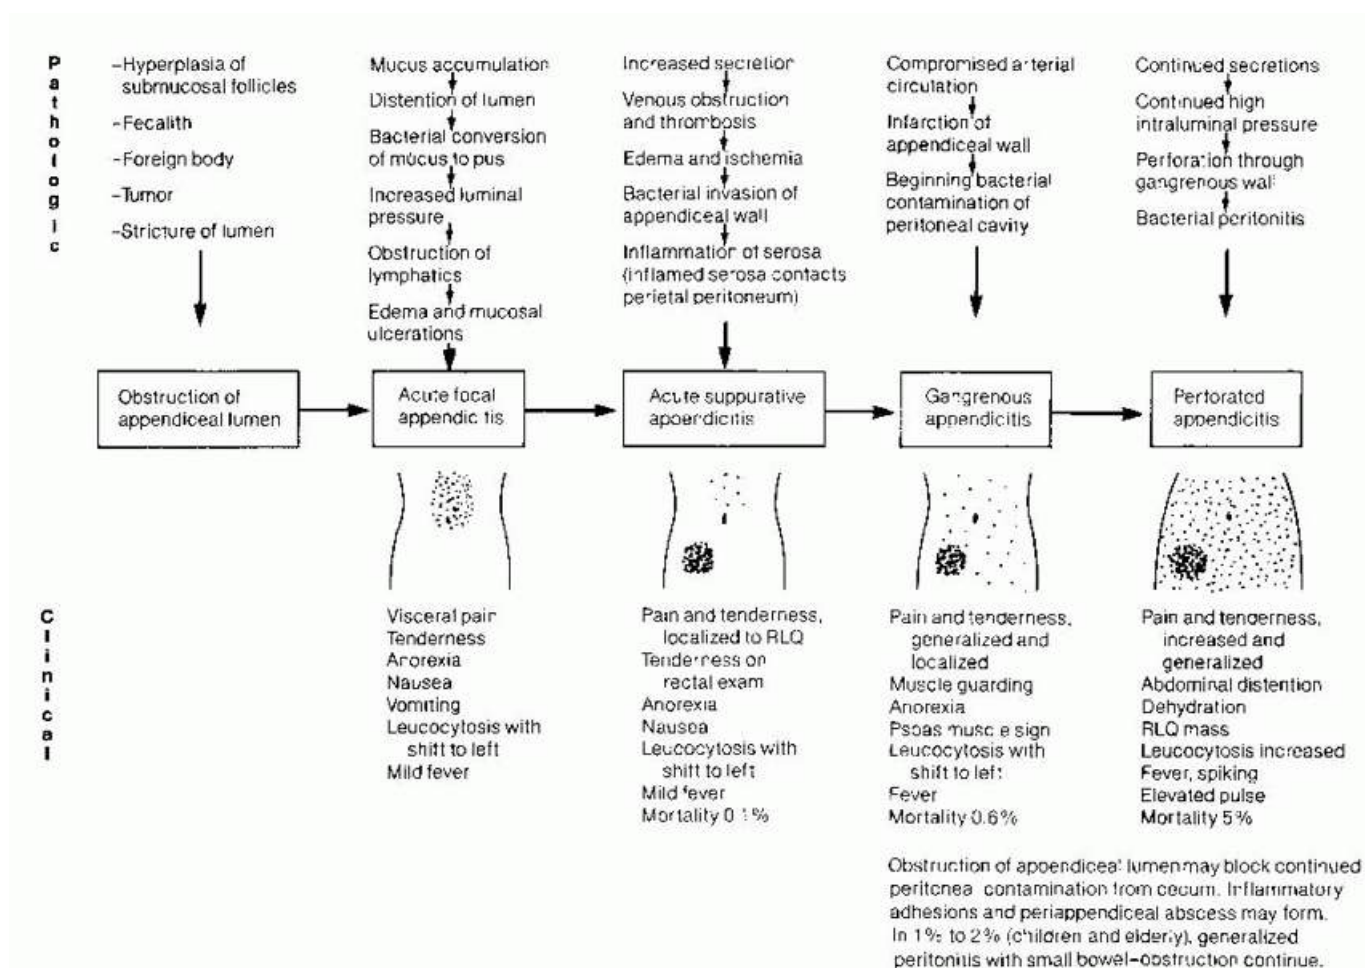 Pathologic
-Hyperplasia of
submucosal follicles
-Fecalith
-Foreign body
-Tumor
-Stricture of lumen
Mucus accumulation
Distention of lumen
Bacterial conversion
of mucus to pus
Increased luminal
pressure
Obstruction of
lymphatics
Edema and mucosal
ulcerations
Increased secretion
Venous obstruction
and thrombosis
Edema and ischemia
Bacterial invasion of
appendiceal wall
Inflammation of serosa
(inflamed serosa contacts
perietal peritoneum)
Compromised arterial
circulation
Infarction of
appendiceal wall
Beginning bacterial
contamination of
peritoneal cavity
Continued secretions
Continued high
intraluminal pressure
Perforation through
gangrenous wall
Bacterial peritonitis
Obstruction of
appendiceal lumen
Acute focal
appendicitis
Acute suppurative
appendicitis
Gangrenous
appendicitis
Perforated
appendicitis
Clinical
Visceral pain
Tenderness
Anorexia
Nausea
Vomiting
Leucocytosis with
shift to left
Mild fever
Pain and tenderness,
localized to RLQ
Tenderness on
rectal exam
Anorexia
Nausea
Leucocytosis with
shift to left
Mild fever
Mortality 0.1%
Pain and tenderness,
generalized and
localized
Muscle guarding
Anorexia
Psoas muscle sign
Leucocytosis with
shift to left
Fever
Mortality 0.6%
Pain and tenderness,
increased and
generalized
Abdominal distention
Dehydration
RLQ mass
Leucocytosis increased
Fever, spiking
Elevated pulse
Mortality 5%
Obstruction of appendiceal lumen may block continued
peritoneal contamination from cecum. Inflammatory
adhesions and periappendiceal abscess may form.
In 1% to 2% (children and elderly), generalized
peritonitis with small bowel-obstruction continue.